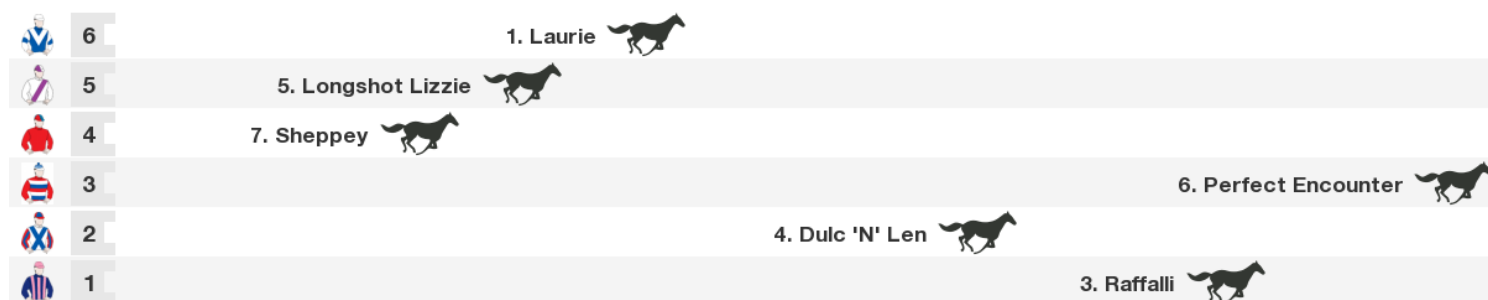 6 1. Laurie
5 5. Longshot Lizzie
4 7. Sheppey
3 6. Perfect Encounter
2 4. Dulc 'N' Len
1 3. Raffalli